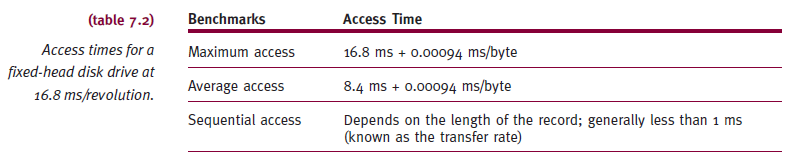 (table 7.2)
Access times for a
fixed-head disk drive at
16.8 ms/revolution.
Benchmarks Access Time
Maximum access 16.8 ms + 0.00094 ms/byte
Average access 8.4 ms + 0.00094 ms/byte
Sequential access Depends on the length of the record; generally less than 1 ms
(known as the transfer rate)